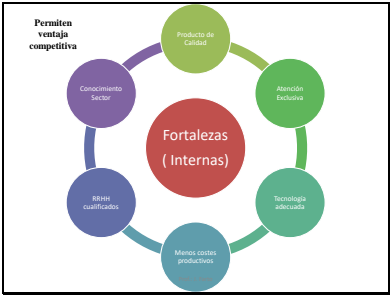 Permiten
ventaja
competitiva
Producto de
Calidad
Atención
Exclusiva
Tecnología
adecuada
Menos costes
productivos
RRHH
cualificados
Conocimiento
Sector
Fortalezas
( Internas)